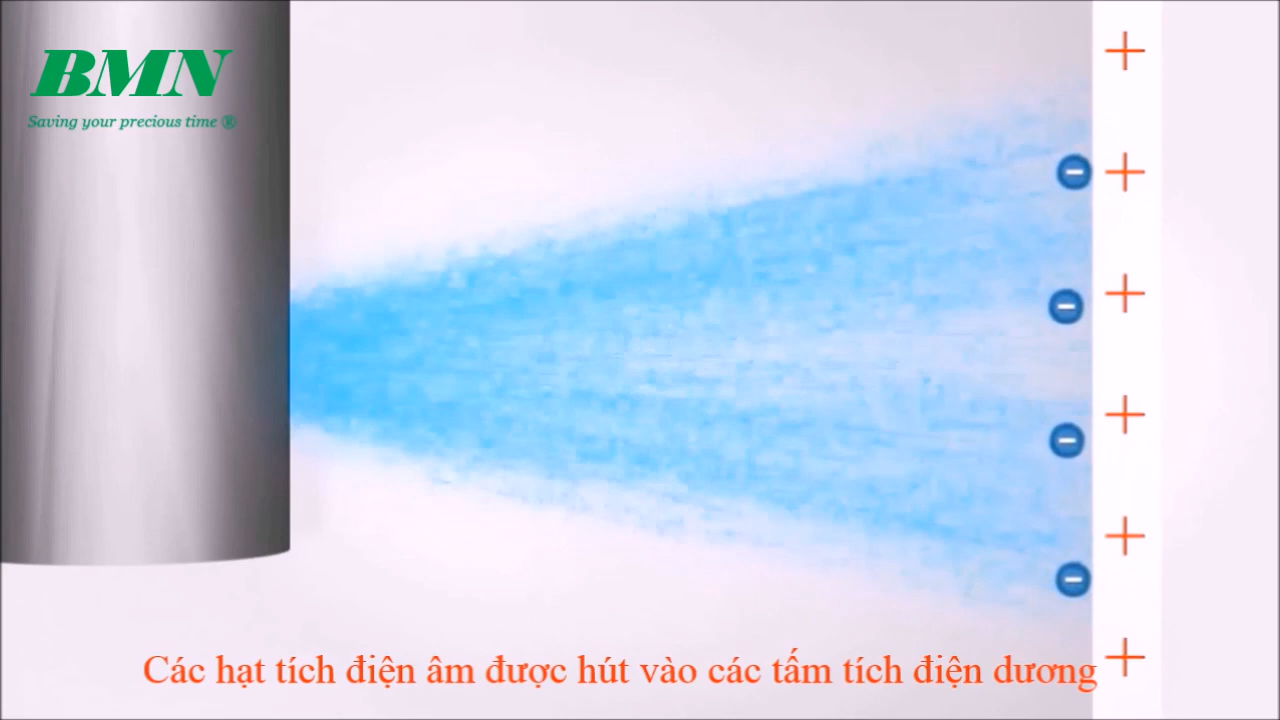 BMN
Saving your precious time ®
Các hạt tích điện âm được hút vào các tấm tích điện dương